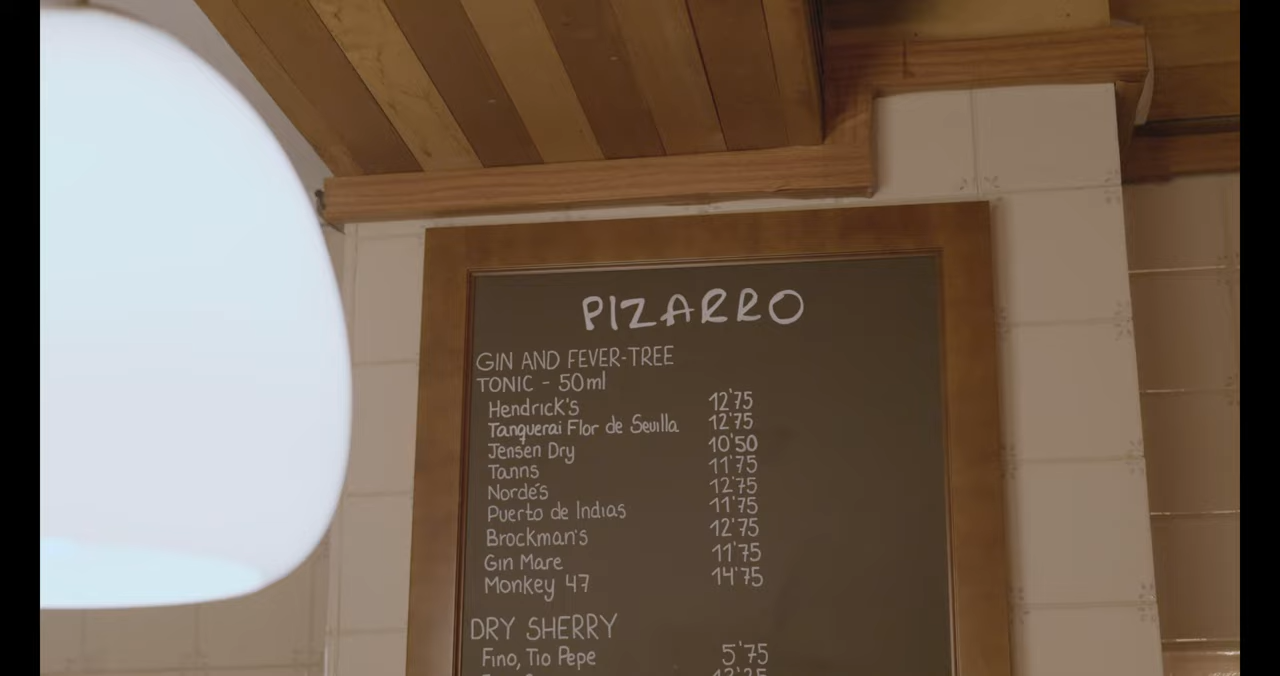 PIZARRO
GIN AND FEVER-TREE
TONIC - 50ml
Hendrick's 12'75
Tanquerai Flor de Sevilla 12'75
Jensen Dry 10'50
Tanns 11'75
Nordés 12'75
Puerto de Indias 11'75
Brockman's 12'75
Gin Mare 11'75
Monkey 47 14'75
DRY SHERRY
Fino, Tio Pepe 5'75